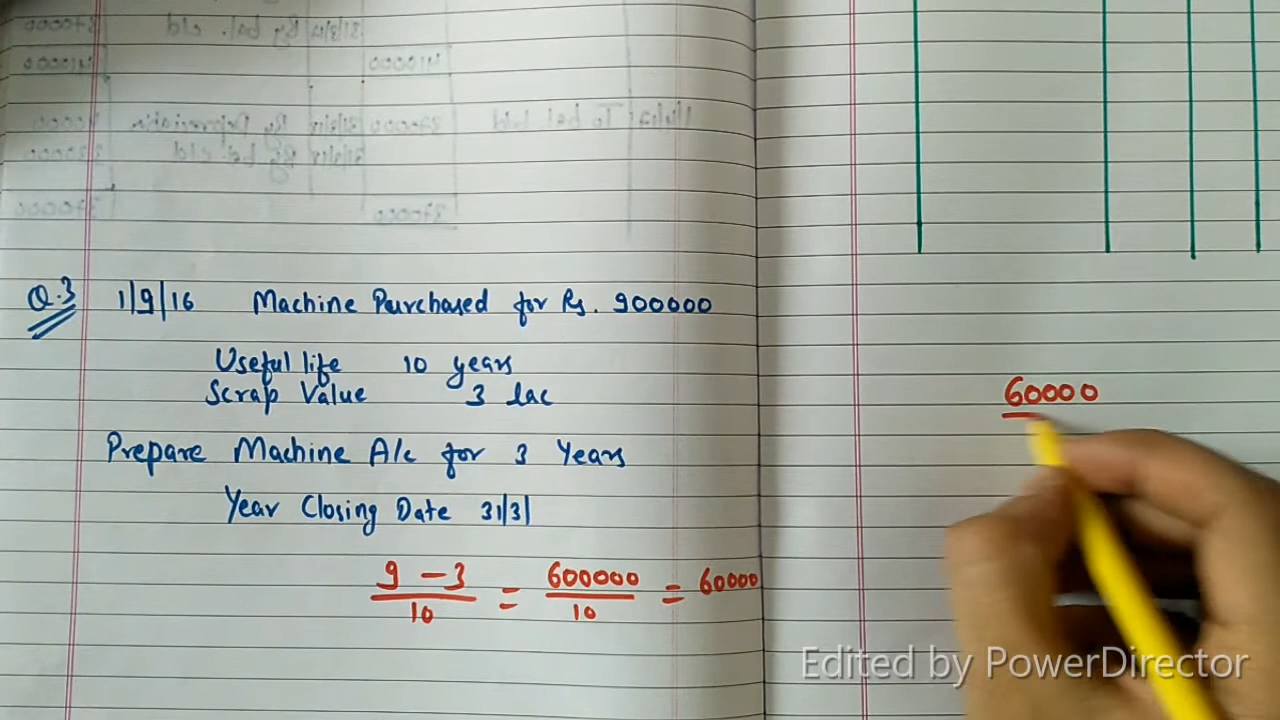 Q.3 1/9/16 Machine Purchased for Rs. 900000
Useful life 10 years
Scrap Value 3 lac
Prepare Machine A/c for 3 Years
Year Closing Date 31/3/
9 - 3 / 10 = 600000 / 10 = 60000
60000
Edited by PowerDirector